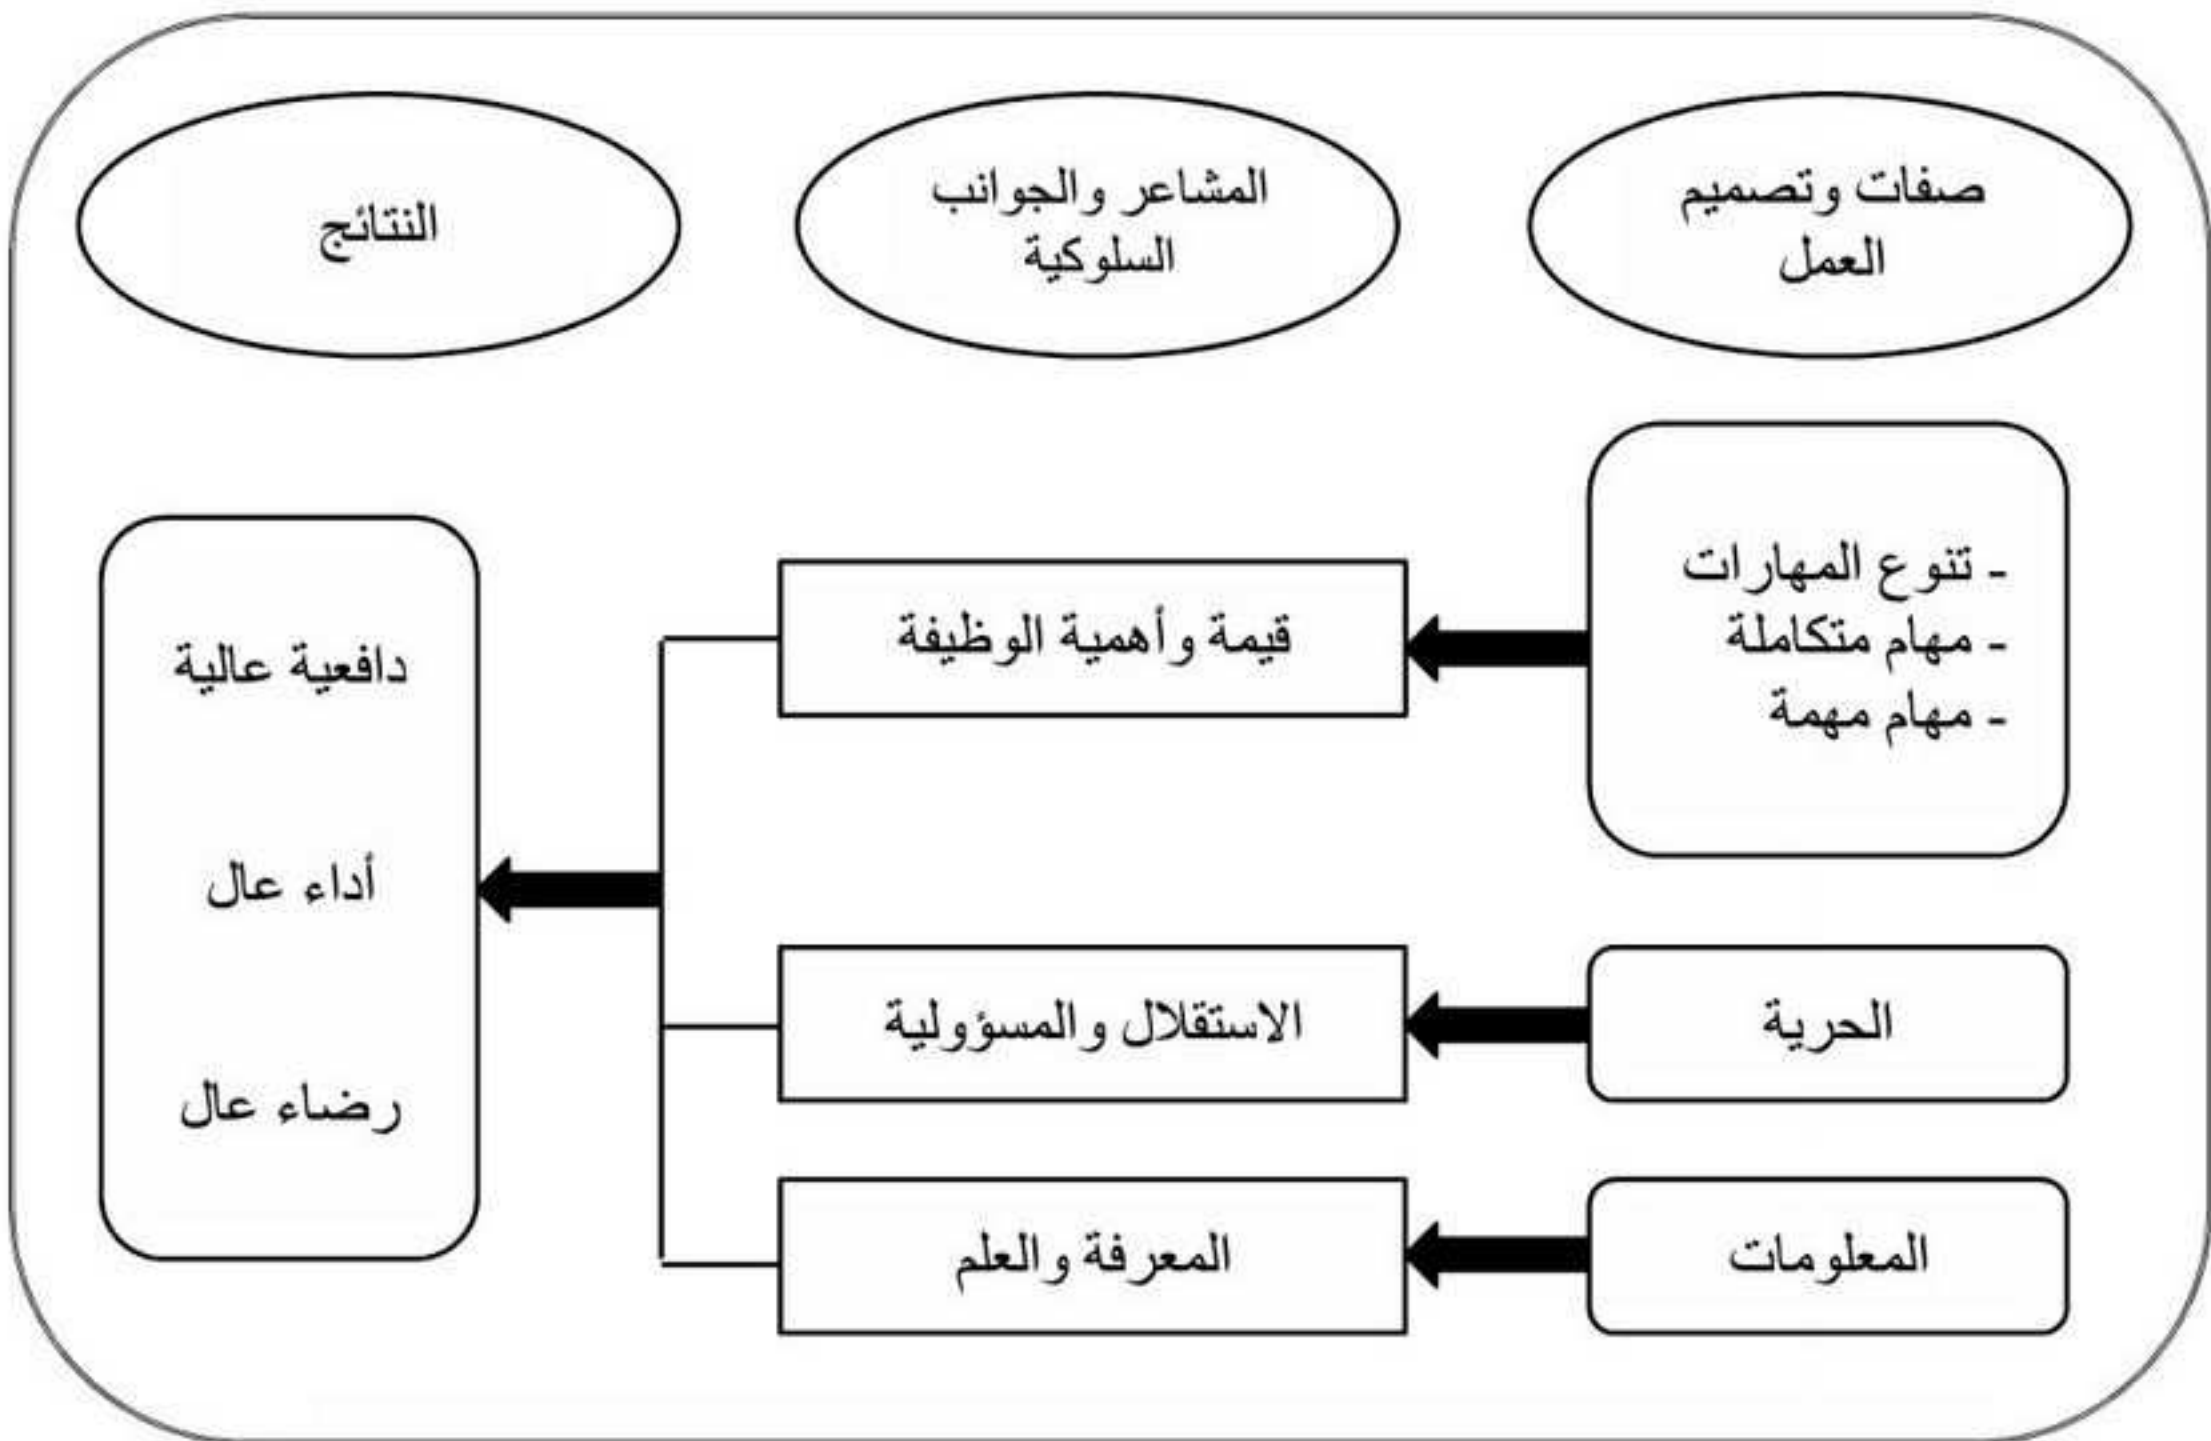 صفات وتصميم
العمل
المشاعر والجوانب
السلوكية
النتائج
- تنوع المهارات
- مهام متكاملة
- مهام مهمة
قيمة وأهمية الوظيفة
دافعية عالية
أداء عال
رضاء عال
الحرية
الاستقلال والمسؤولية
المعلومات
المعرفة والعلم